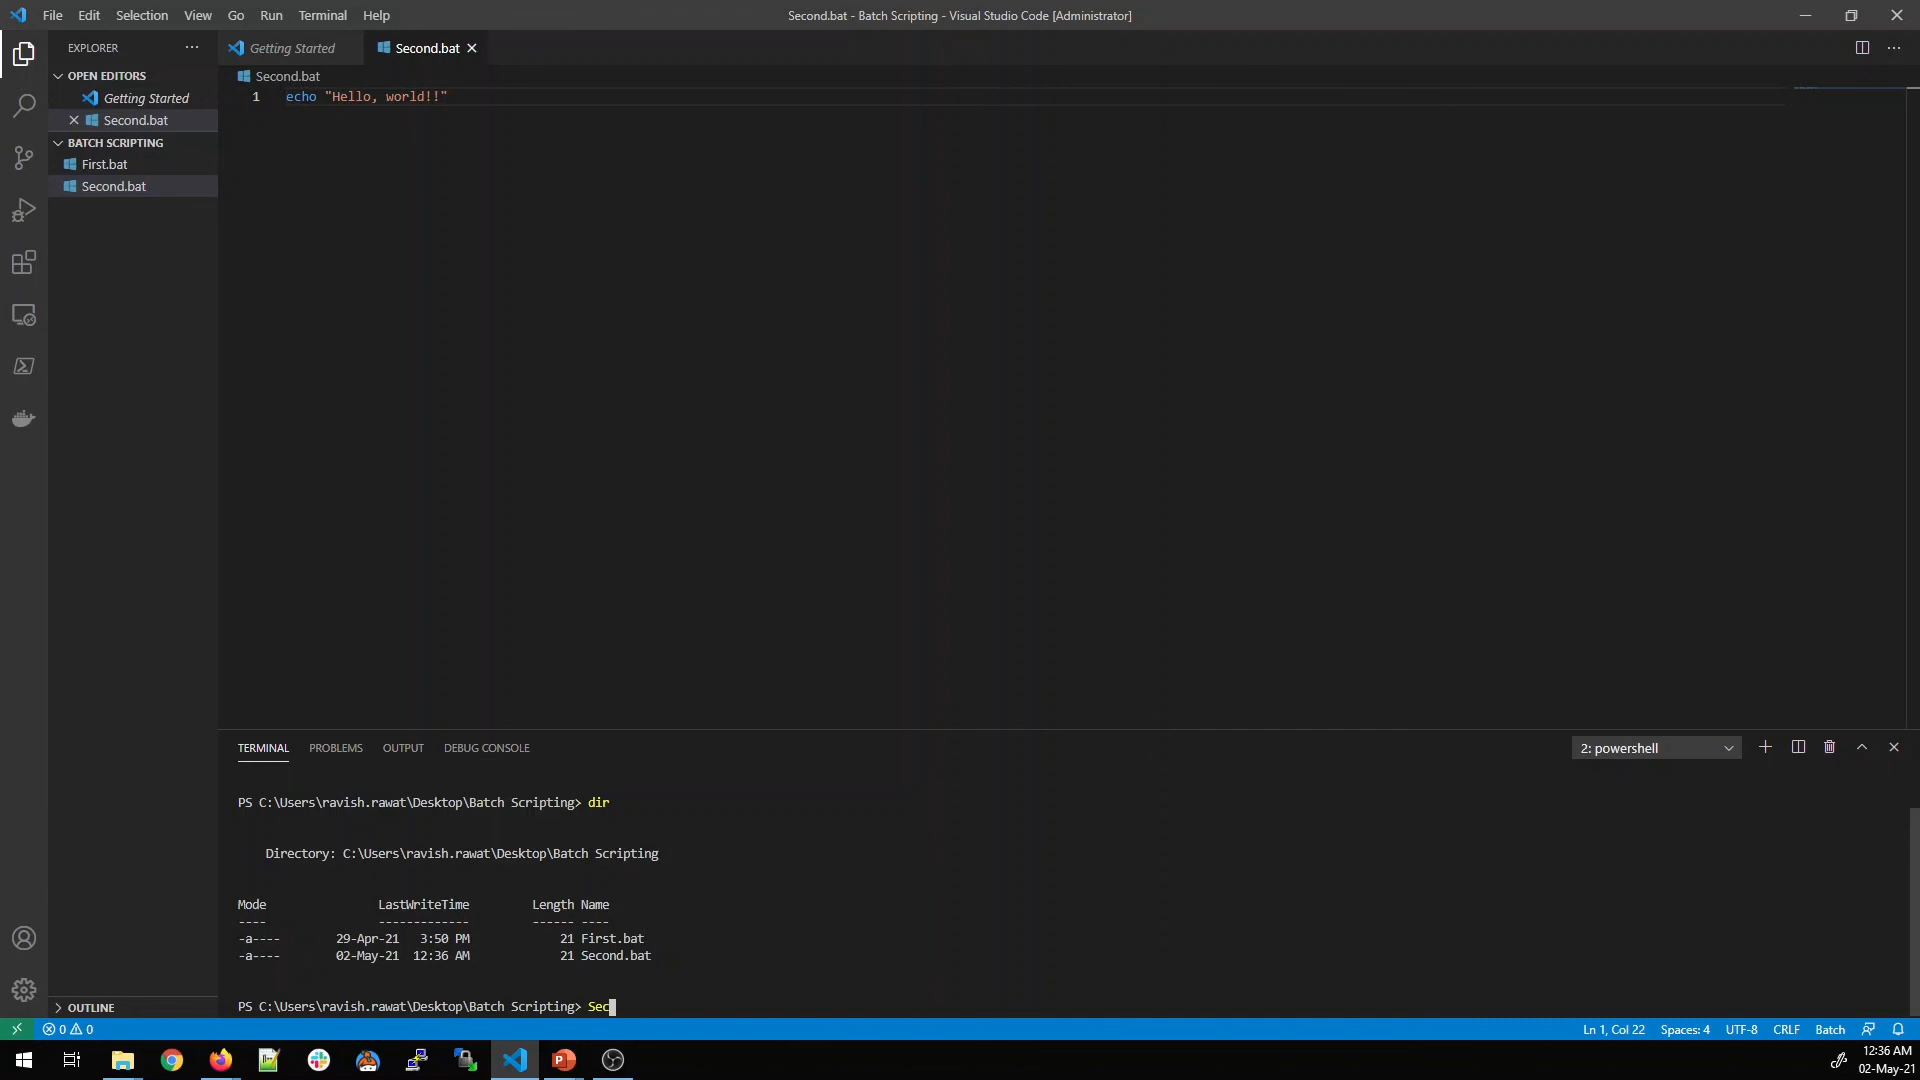 File Edit Selection View Go Run Terminal Help
Second.bat - Batch Scripting - Visual Studio Code [Administrator]
EXPLORER
Getting Started
Second.bat
OPEN EDITORS
Getting Started
Second.bat
BATCH SCRIPTING
First.bat
Second.bat
OUTLINE
Second.bat
1 echo "Hello, world!!"
TERMINAL PROBLEMS OUTPUT DEBUG CONSOLE
2: powershell
PS C:\Users\ravish.rawat\Desktop\Batch Scripting> dir
Directory: C:\Users\ravish.rawat\Desktop\Batch Scripting
Mode LastWriteTime Length Name
---- ------------- ------ ----
-a---- 29-Apr-21 3:50 PM 21 First.bat
-a---- 02-May-21 12:36 AM 21 Second.bat
PS C:\Users\ravish.rawat\Desktop\Batch Scripting> Sec
0 0
Ln 1, Col 22 Spaces: 4 UTF-8 CRLF Batch
12:36 AM
02-May-21